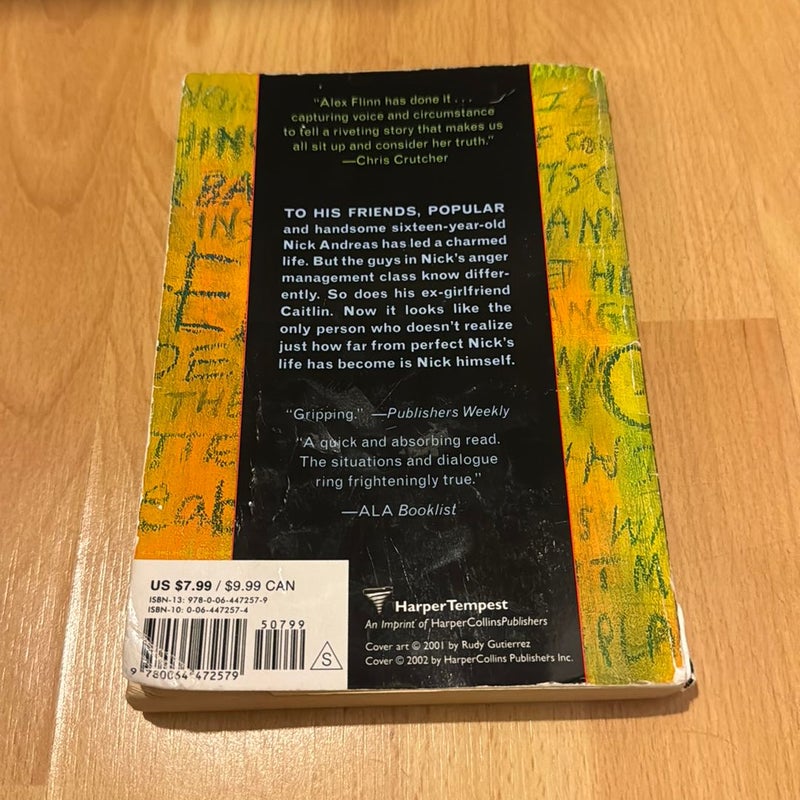 "Alex Flinn has done it...
capturing voice and circumstance
to tell a riveting story that makes us
all sit up and consider her truth."
—Chris Crutcher
TO HIS FRIENDS, POPULAR
and handsome sixteen-year-old
Nick Andreas has led a charmed
life. But the guys in Nick's anger
management class know differ-
ently. So does his ex-girlfriend
Caitlin. Now it looks like the
only person who doesn't realize
just how far from perfect Nick's
life has become is Nick himself.
"Gripping." —Publishers Weekly
"A quick and absorbing read.
The situations and dialogue
ring frighteningly true."
—ALA Booklist
US $7.99 / $9.99 CAN
ISBN-13: 978-0-06-447257-9
ISBN-10: 0-06-447257-4
50799
9 780064 472579
S
HarperTempest
An Imprint of HarperCollinsPublishers
Cover art © 2001 by Rudy Gutierrez
Cover © 2002 by HarperCollins Publishers Inc.
THE